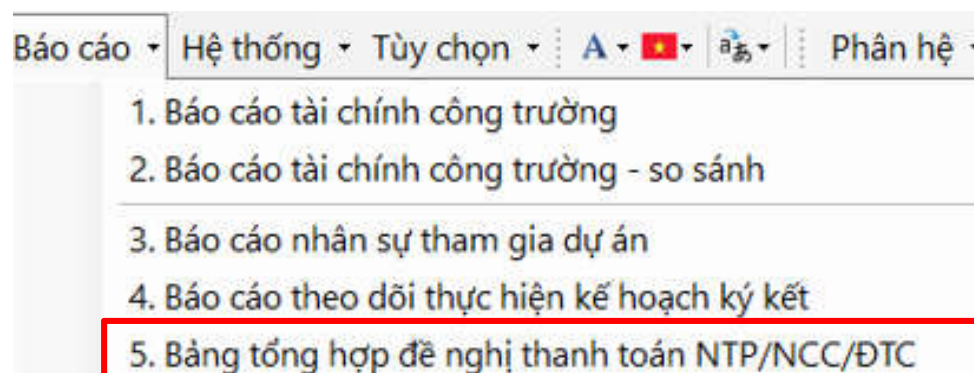 Báo cáo Hệ thống Tùy chọn A Phân hệ
1. Báo cáo tài chính công trường
2. Báo cáo tài chính công trường - so sánh
3. Báo cáo nhân sự tham gia dự án
4. Báo cáo theo dõi thực hiện kế hoạch ký kết
5. Bảng tổng hợp đề nghị thanh toán NTP/NCC/ĐTC